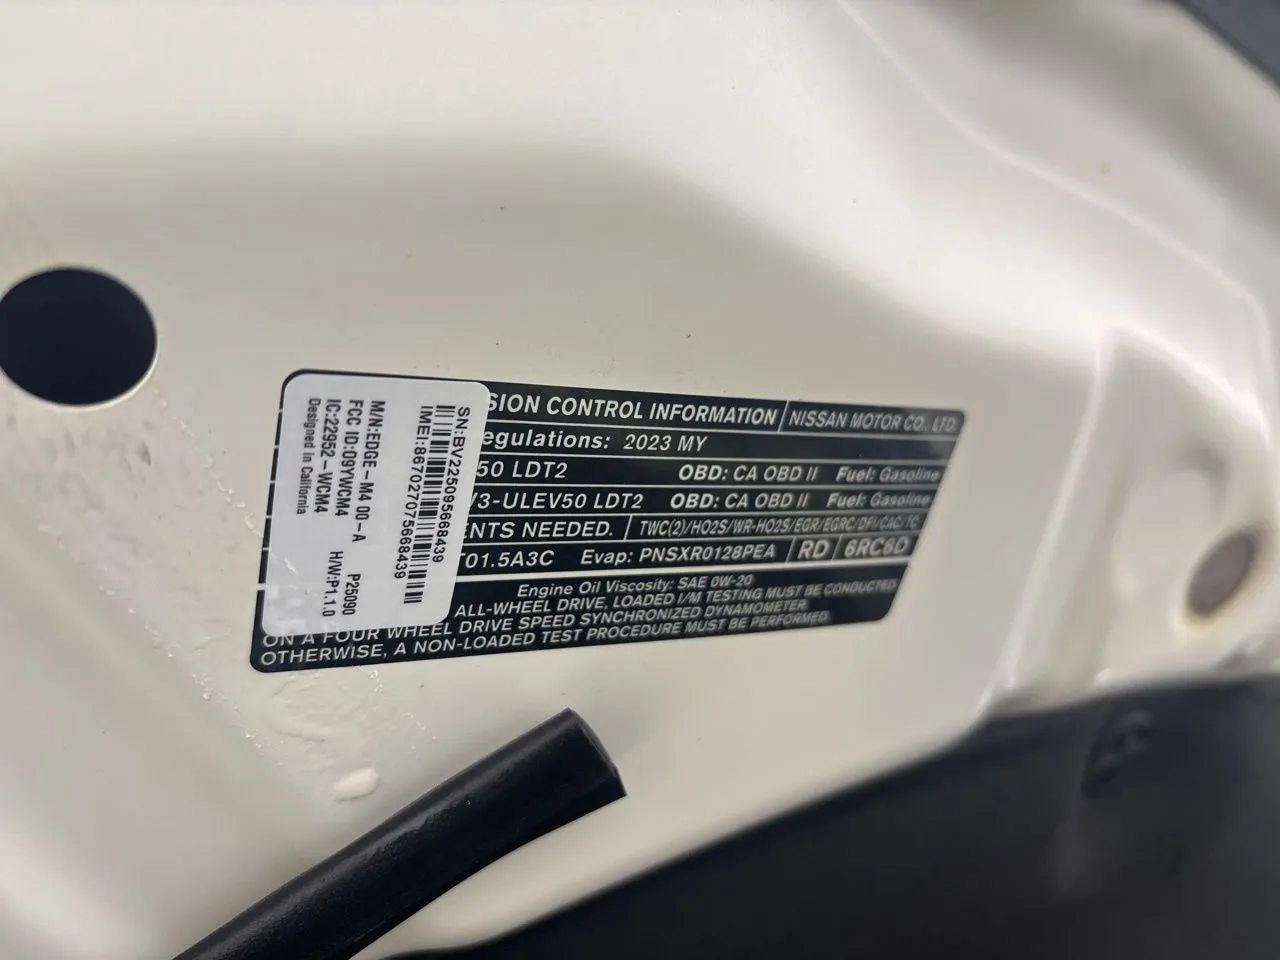 SION CONTROL INFORMATION NISSAN MOTOR CO., LTD.
egulations: 2023 MY
50 LDT2 OBD: CA OBD II Fuel: Gasoline
V3-ULEV50 LDT2 OBD: CA OBD II Fuel: Gasoline
ENTS NEEDED. TWC(2)/HO2S/WR-HO2S/EGR/EGRC/DFI/CAC/TC
T01.5A3C Evap: PNSXR0128PEA RD 6RC6D
Engine Oil Viscosity: SAE 0W-20
ALL-WHEEL DRIVE, LOADED I/M TESTING MUST BE CONDUCTED
ON A FOUR WHEEL DRIVE SPEED SYNCHRONIZED DYNAMOMETER.
OTHERWISE, A NON-LOADED TEST PROCEDURE MUST BE PERFORMED.
SN:BV225095668439
IMEI:867027075668439
M/N:EDGE-M4 00-A P25090
FCC ID:O9YWCM4 H/W:P1.1.0
IC:22952-WCM4
Designed in California